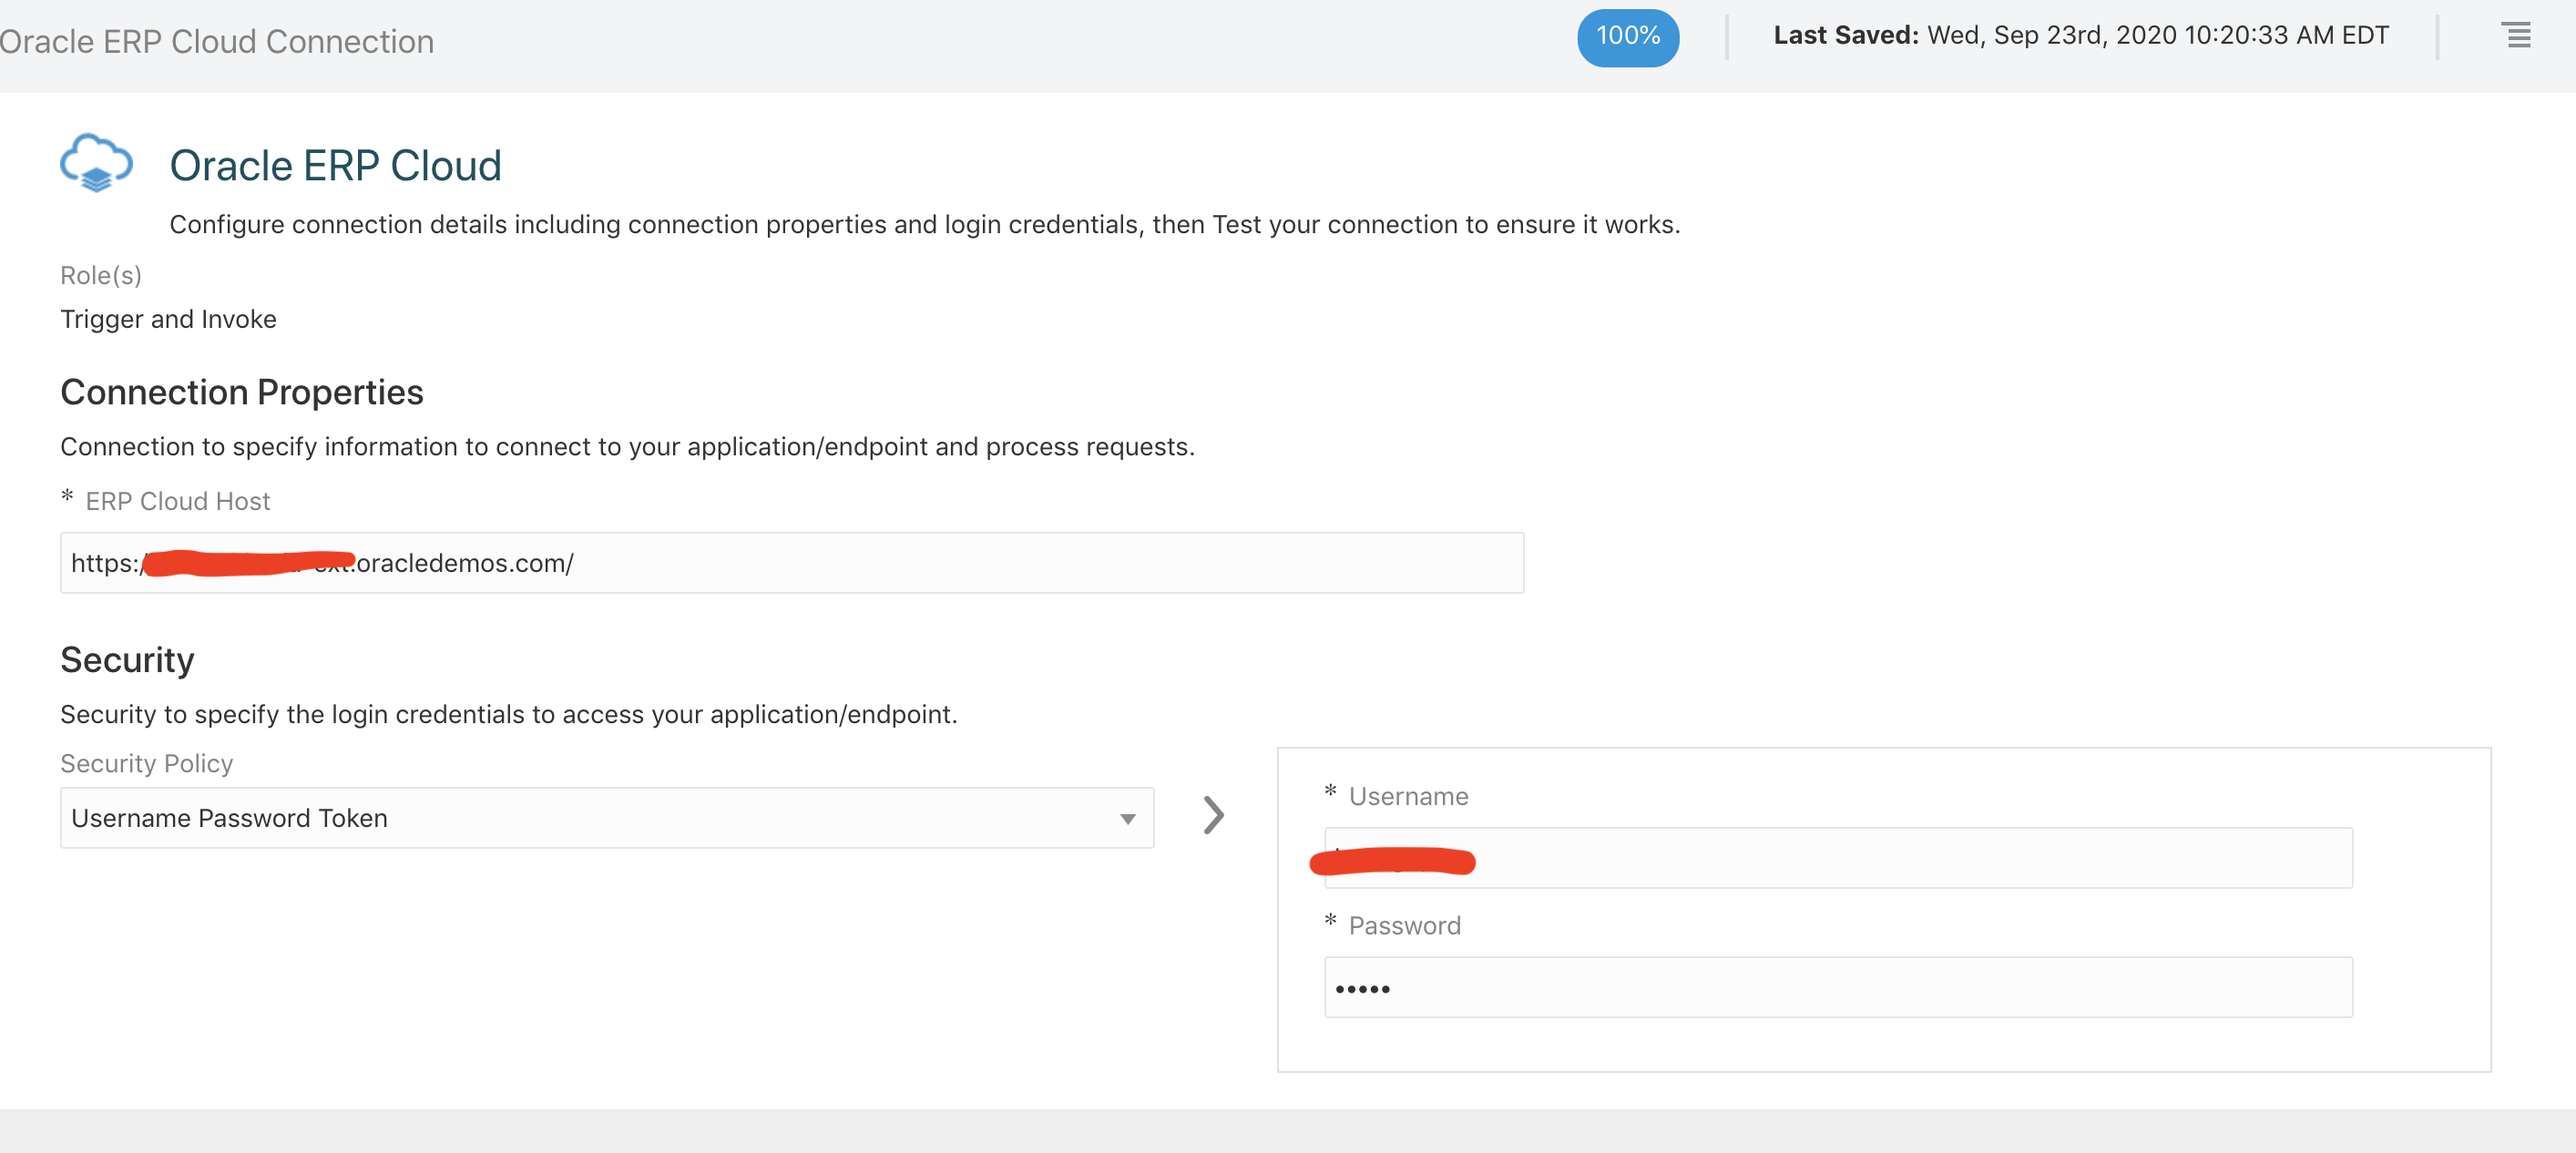 Oracle ERP Cloud Connection
100%
Last Saved: Wed, Sep 23rd, 2020 10:20:33 AM EDT
Oracle ERP Cloud
Configure connection details including connection properties and login credentials, then Test your connection to ensure it works.
Role(s)
Trigger and Invoke
Connection Properties
Connection to specify information to connect to your application/endpoint and process requests.
* ERP Cloud Host
https:/ .oracledemos.com/
Security
Security to specify the login credentials to access your application/endpoint.
Security Policy
Username Password Token
* Username
* Password
•••••